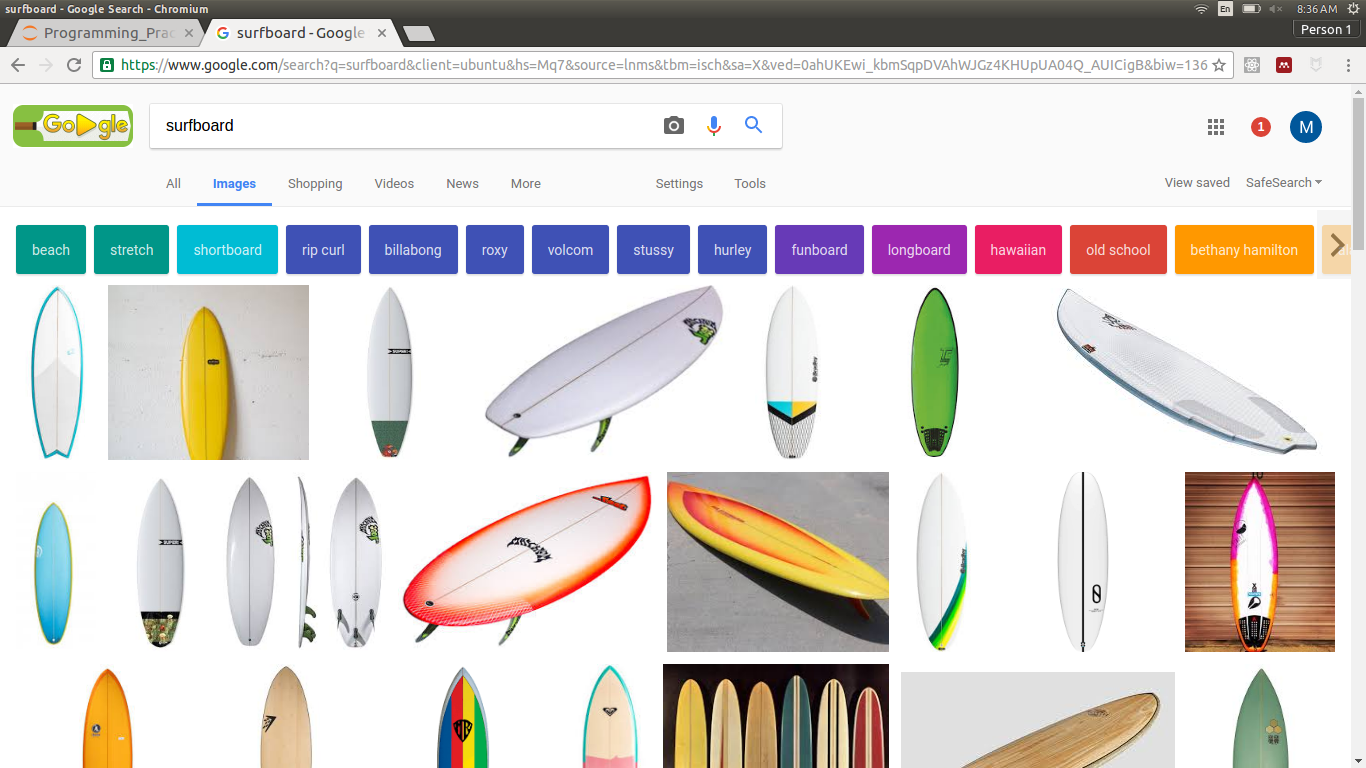 surfboard - Google Search - Chromium
En
8:36 AM
Programming_Prac
surfboard - Google
Person 1
https://www.google.com/search?q=surfboard&client=ubuntu&hs=Mq7&source=lnms&tbm=isch&sa=X&ved=0ahUKEwi_kbmSqpDVAhWJGz4KHUpUA04Q_AUICigB&biw=136
Google
surfboard
1
M
All
Images
Shopping
Videos
News
More
Settings
Tools
View saved
SafeSearch
beach
stretch
shortboard
rip curl
billabong
roxy
volcom
stussy
hurley
funboard
longboard
hawaiian
old school
bethany hamilton
SUPER
SUPER